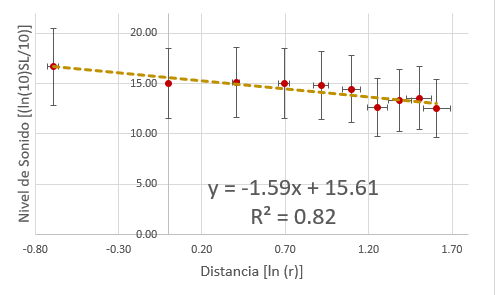 Nivel de Sonido [(ln(10)SL/10)]
20.00
15.00
10.00
5.00
0.00
y = -1.59x + 15.61
R² = 0.82
-0.80 -0.30 0.20 0.70 1.20 1.70
Distancia [ln (r)]